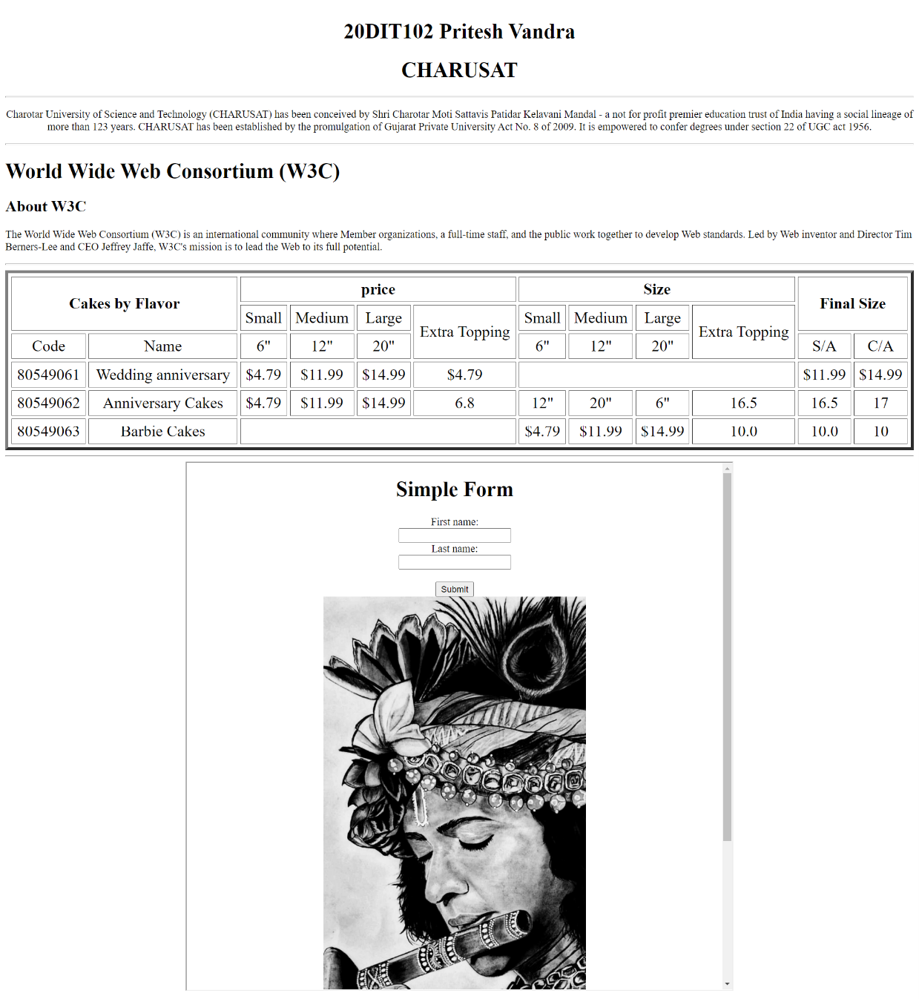 20DIT102 Pritesh Vandra
CHARUSAT
Charotar University of Science and Technology (CHARUSAT) has been conceived by Shri Charotar Moti Sattavis Patidar Kelavani Mandal - a not for profit premier education trust of India having a social lineage of
more than 123 years. CHARUSAT has been established by the promulgation of Gujarat Private University Act No. 8 of 2009. It is empowered to confer degrees under section 22 of UGC act 1956.
World Wide Web Consortium (W3C)
About W3C
The World Wide Web Consortium (W3C) is an international community where Member organizations, a full-time staff, and the public work together to develop Web standards. Led by Web inventor and Director Tim
Berners-Lee and CEO Jeffrey Jaffe, W3C's mission is to lead the Web to its full potential.
Cakes by Flavor price Size Final Size
Small Medium Large Extra Topping Small Medium Large Extra Topping
Code Name 6" 12" 20" 6" 12" 20" S/A C/A
80549061 Wedding anniversary $4.79 $11.99 $14.99 $4.79 $11.99 $14.99
80549062 Anniversary Cakes $4.79 $11.99 $14.99 6.8 12" 20" 6" 16.5 16.5 17
80549063 Barbie Cakes $4.79 $11.99 $14.99 10.0 10.0 10
Simple Form
First name:
Last name:
Submit